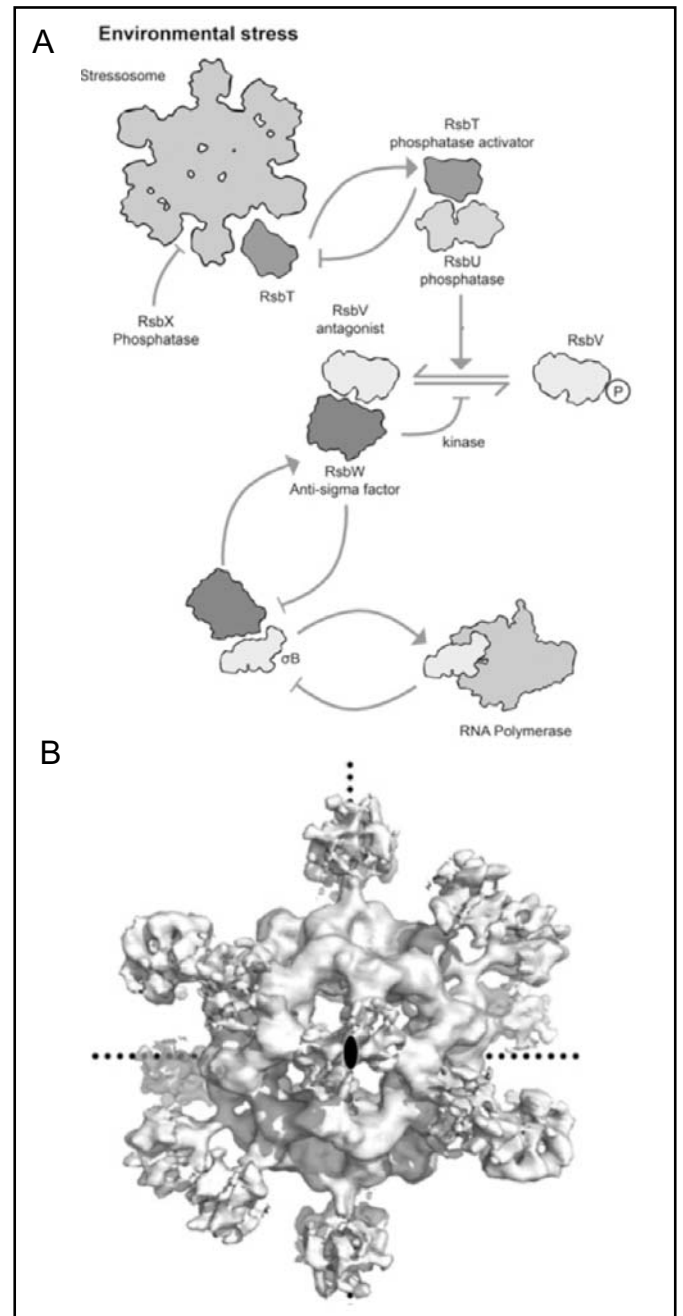 A
Environmental stress
Stressosome
RsbT
phosphatase activator
RsbU
phosphatase
RsbT
RsbX
Phosphatase
RsbV
antagonist
RsbV
P
kinase
RsbW
Anti-sigma factor
σB
RNA Polymerase
B